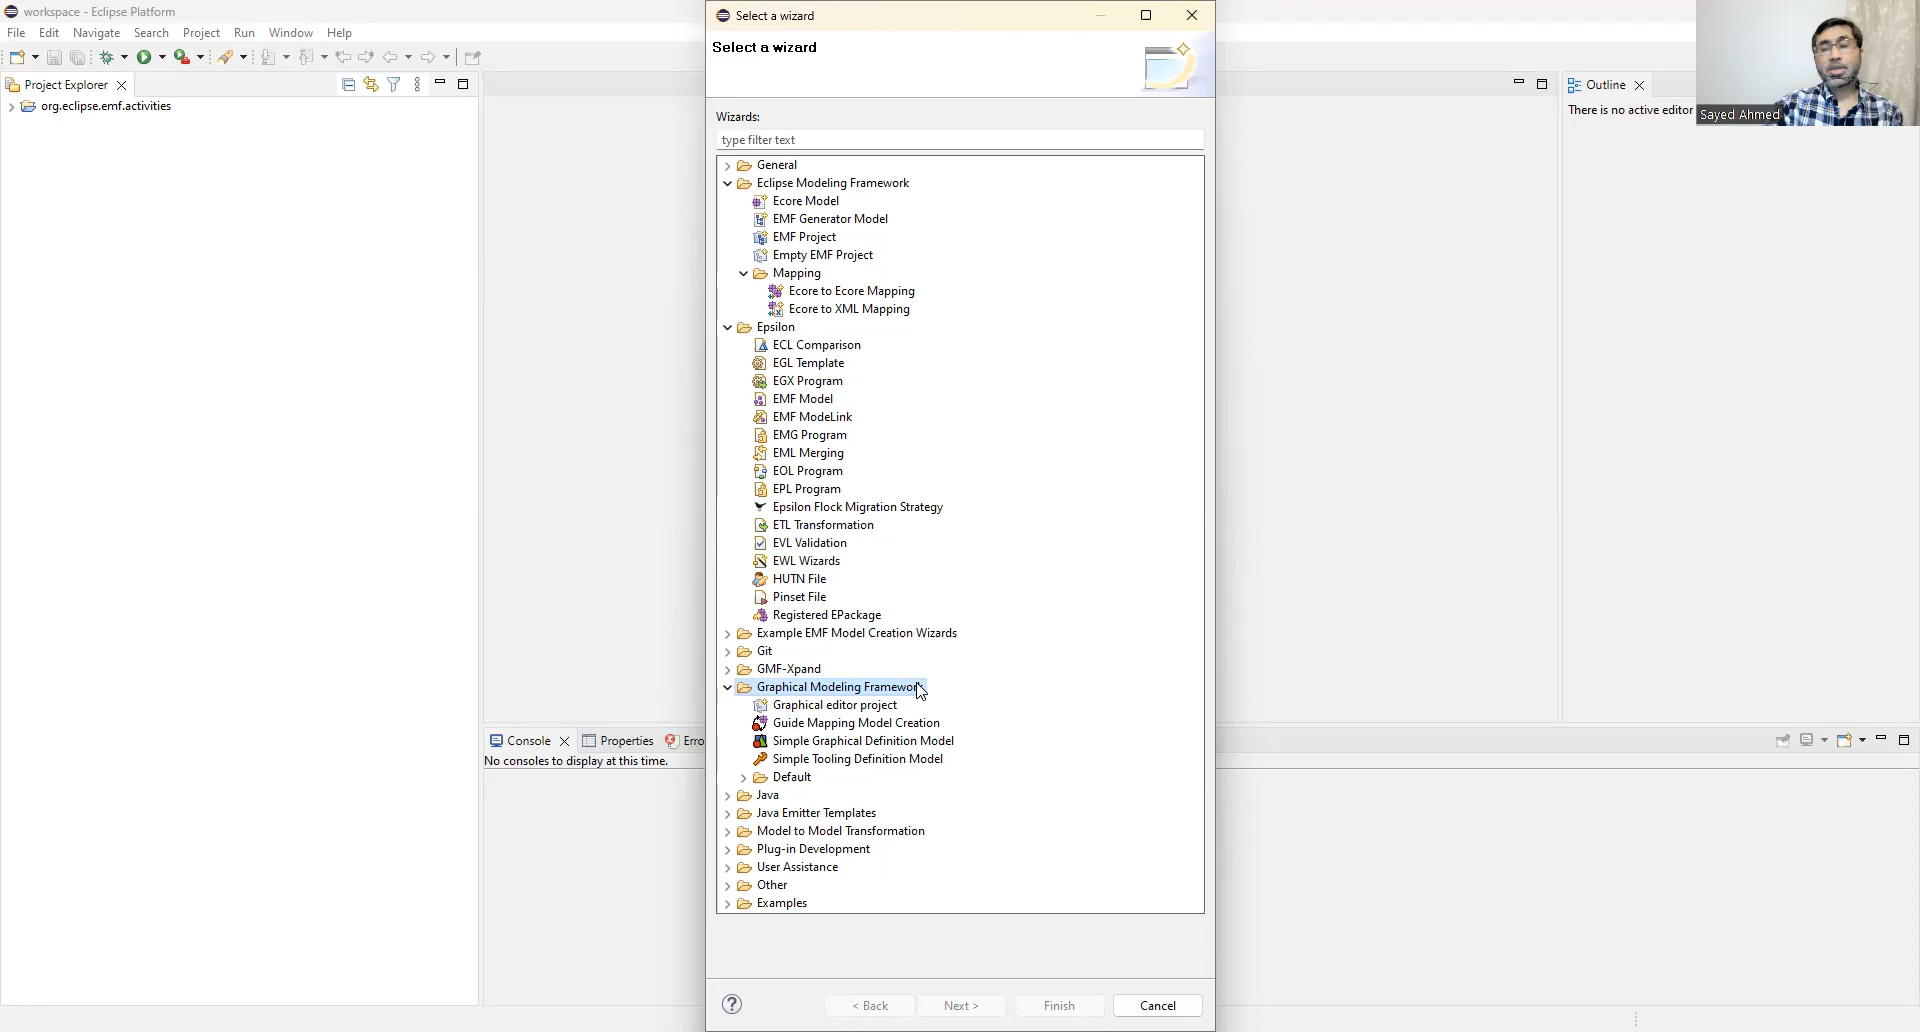 workspace - Eclipse Platform
File Edit Navigate Search Project Run Window Help
Project Explorer
org.eclipse.emf.activities
Select a wizard
Select a wizard
Wizards:
type filter text
General
Eclipse Modeling Framework
Ecore Model
EMF Generator Model
EMF Project
Empty EMF Project
Mapping
Ecore to Ecore Mapping
Ecore to XML Mapping
Epsilon
ECL Comparison
EGL Template
EGX Program
EMF Model
EMF ModeLink
EMG Program
EML Merging
EOL Program
EPL Program
Epsilon Flock Migration Strategy
ETL Transformation
EVL Validation
EWL Wizards
HUTN File
Pinset File
Registered EPackage
Example EMF Model Creation Wizards
Git
GMF-Xpand
Graphical Modeling Framework
Graphical editor project
Guide Mapping Model Creation
Simple Graphical Definition Model
Simple Tooling Definition Model
Default
Java
Java Emitter Templates
Model to Model Transformation
Plug-in Development
User Assistance
Other
Examples
< Back Next > Finish Cancel
Outline
There is no active editor
Sayed Ahmed
Console Properties Erro
No consoles to display at this time.